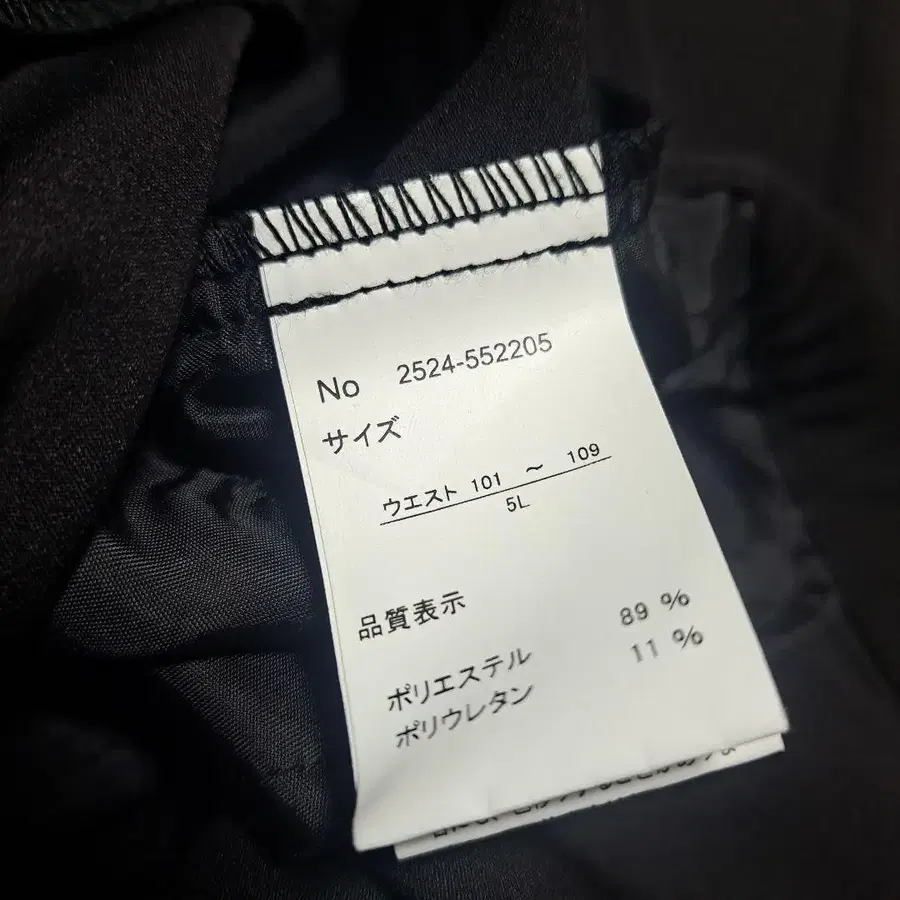 No 2524-552205
サイズ
ウエスト 101 ～ 109
5L
品質表示
ポリエステル 89 %
ポリウレタン 11 %